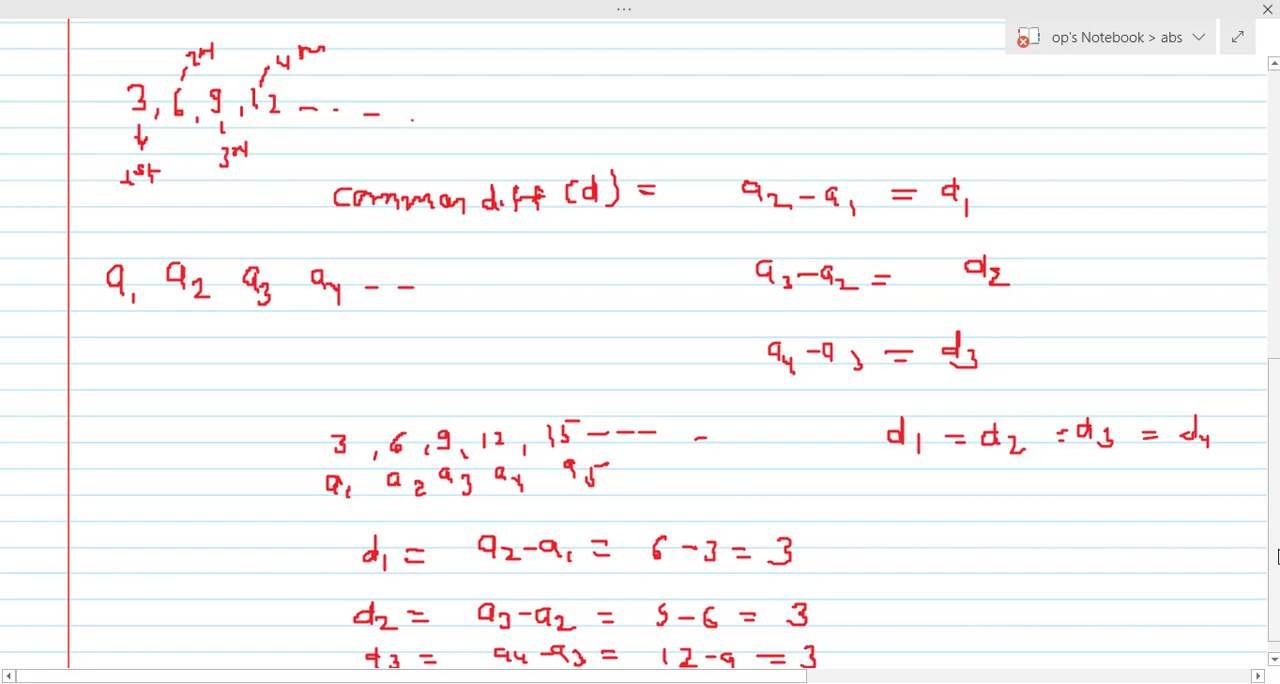 ...
op's Notebook > abs
2nd 4th
3, 6, 9, 12 - . - .
1st 3rd
Common diff (d) = a2 - a1 = d1
a1 a2 a3 a4 - -
a3 - a2 = d2
a4 - a3 = d3
3, 6, 9, 12, 15 - - - -
a1 a2 a3 a4 a5
d1 = d2 = d3 = d4
d1 = a2 - a1 = 6 - 3 = 3
d2 = a3 - a2 = 9 - 6 = 3
d3 = a4 - a3 = 12 - 9 = 3